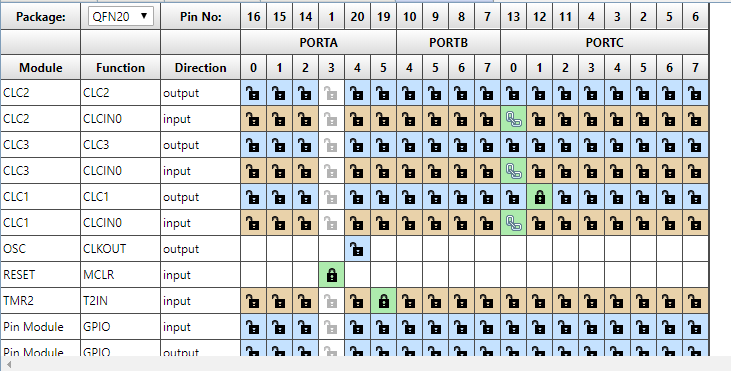 Package: QFN20 Pin No: 16 15 14 1 20 19 10 9 8 7 13 12 11 4 3 2 5 6
PORTA PORTB PORTC
Module Function Direction 0 1 2 3 4 5 4 5 6 7 0 1 2 3 4 5 6 7
CLC2 CLC2 output
CLC2 CLCIN0 input
CLC3 CLC3 output
CLC3 CLCIN0 input
CLC1 CLC1 output
CLC1 CLCIN0 input
OSC CLKOUT output
RESET MCLR input
TMR2 T2IN input
Pin Module GPIO input
Pin Module GPIO output